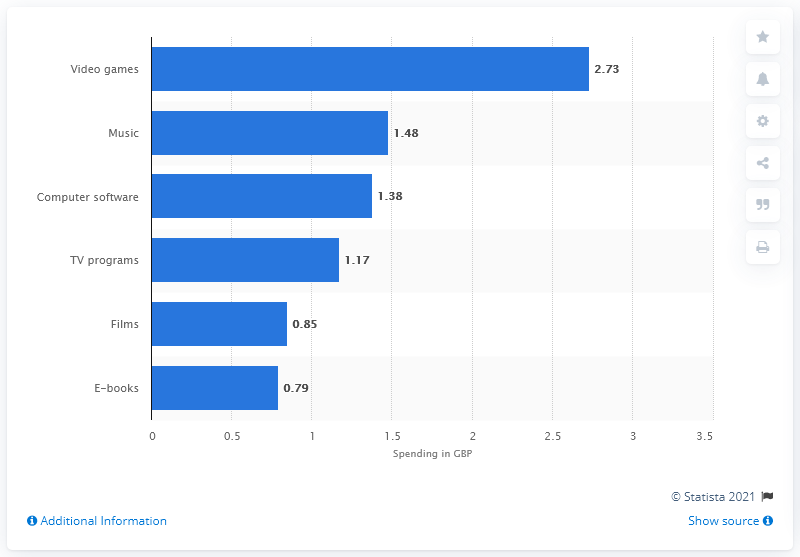 Video games 2.73
Music 1.48
Computer software 1.38
TV programs 1.17
Films 0.85
E-books 0.79
0 0.5 1 1.5 2 2.5 3 3.5
Spending in GBP
© Statista 2021
Additional Information Show source